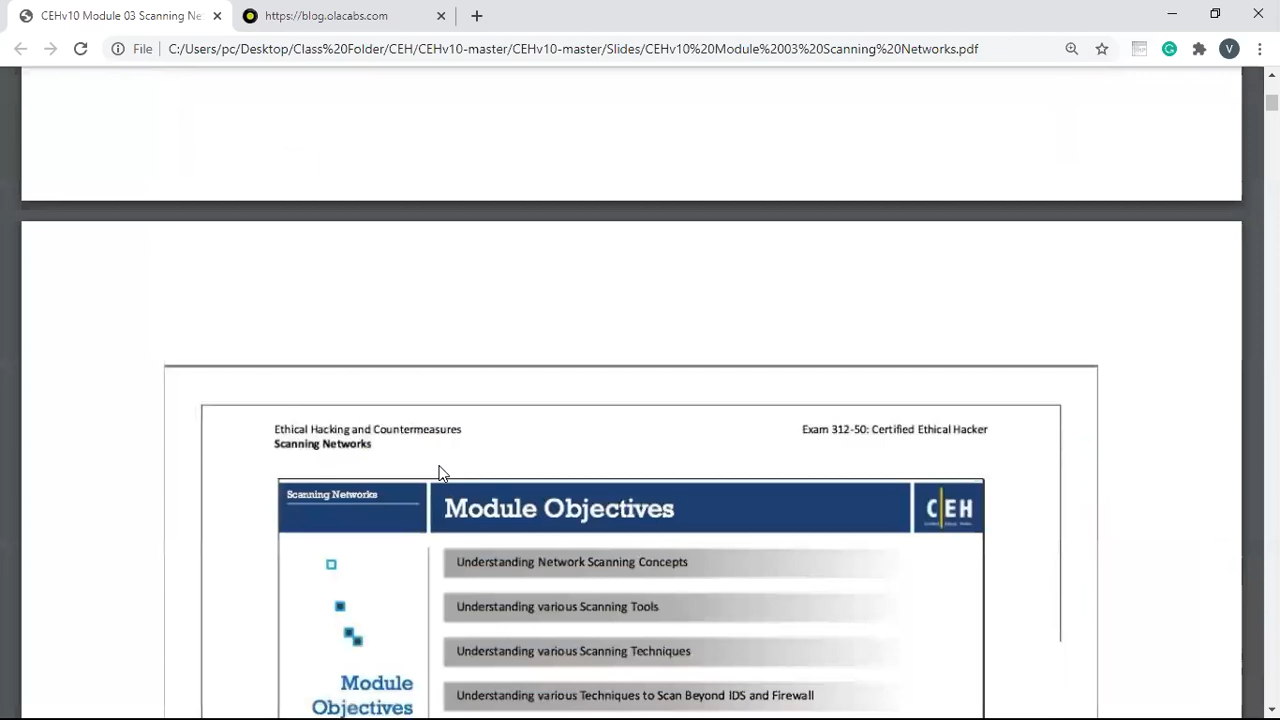 CEHv10 Module 03 Scanning Ne
https://blog.olacabs.com
File
C:/Users/pc/Desktop/Class%20Folder/CEH/CEHv10-master/CEHv10-master/Slides/CEHv10%20Module%2003%20Scanning%20Networks.pdf
V
Ethical Hacking and Countermeasures
Scanning Networks
Exam 312-50: Certified Ethical Hacker
Scanning Networks
Module Objectives
CEH
Understanding Network Scanning Concepts
Understanding various Scanning Tools
Understanding various Scanning Techniques
Understanding various Techniques to Scan Beyond IDS and Firewall
Module
Objectives